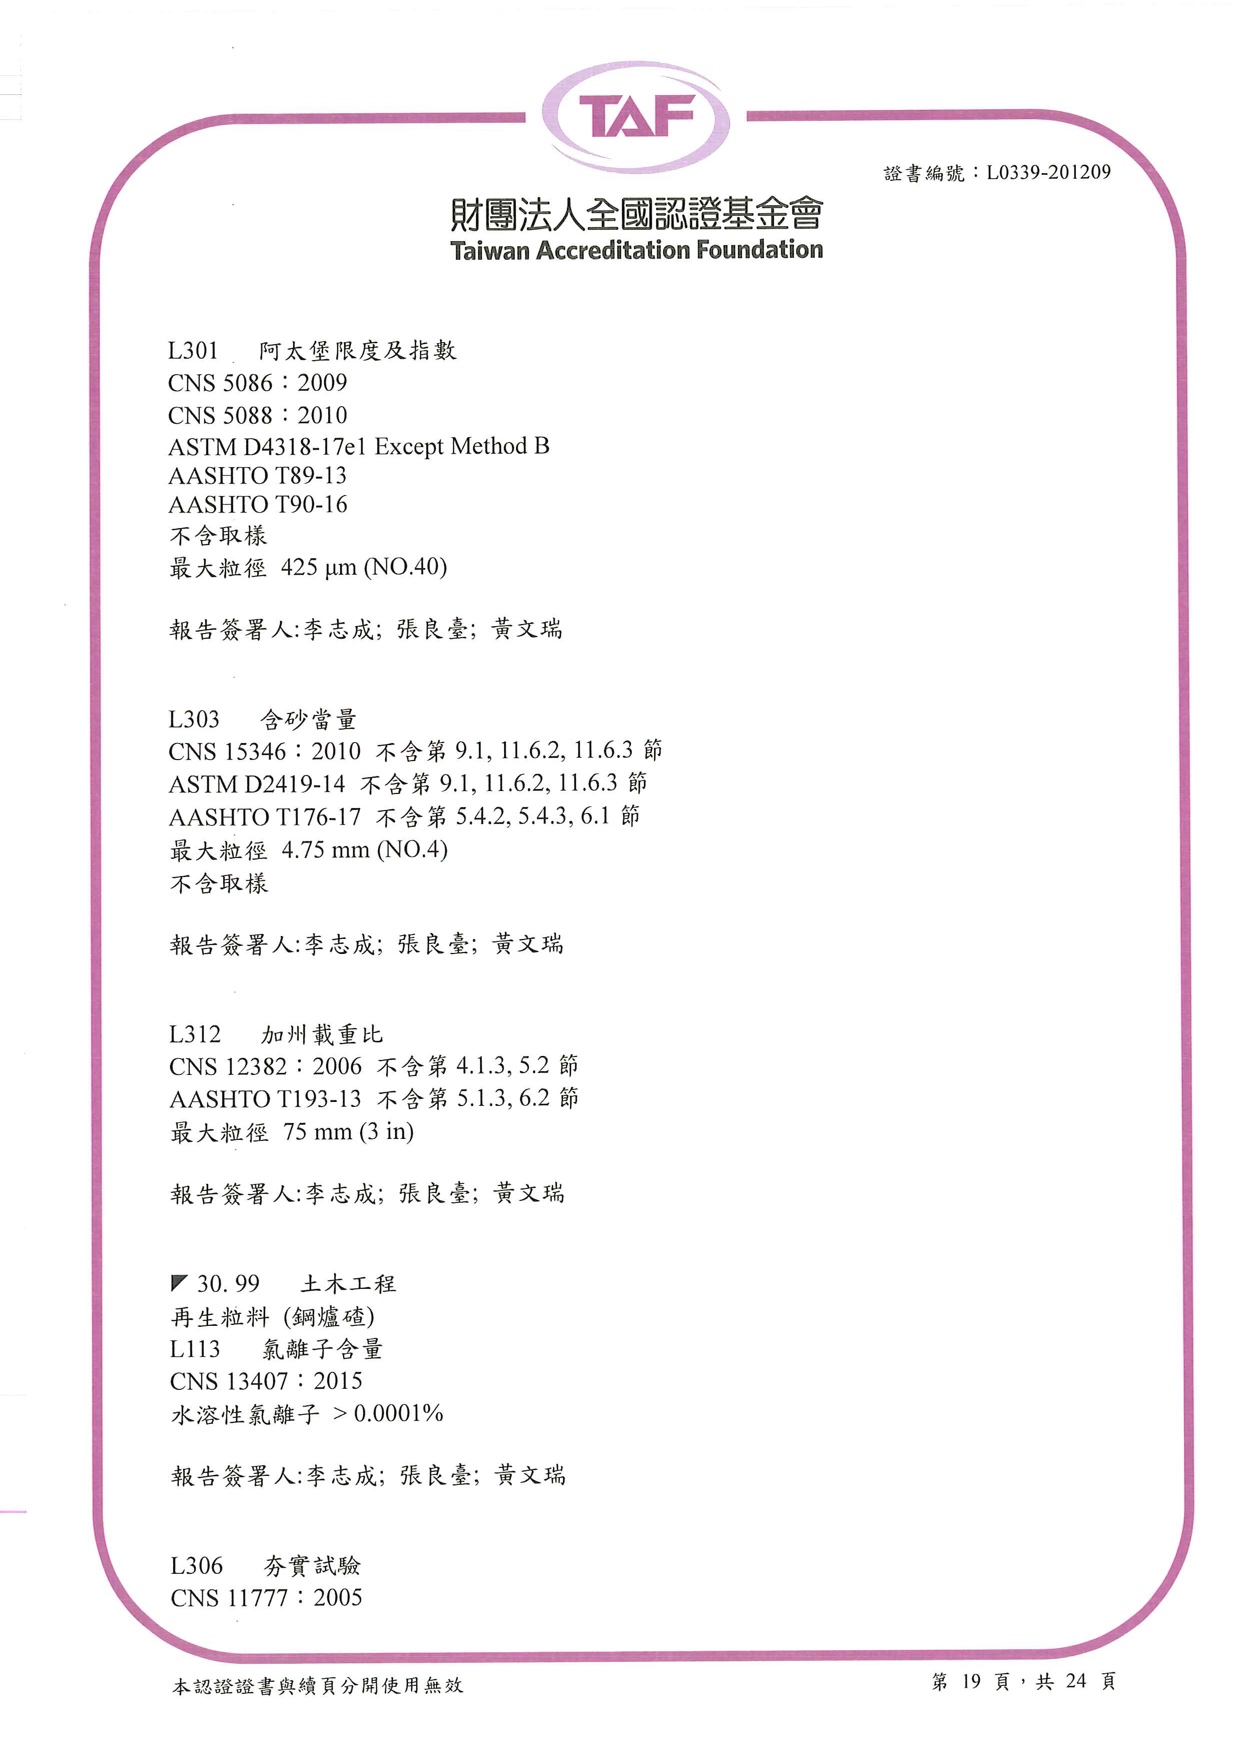 TAF
證書編號：L0339-201209
財團法人全國認證基金會
Taiwan Accreditation Foundation
L301 阿太堡限度及指數
CNS 5086：2009
CNS 5088：2010
ASTM D4318-17e1 Except Method B
AASHTO T89-13
AASHTO T90-16
不含取樣
最大粒徑 425 μm (NO.40)
報告簽署人:李志成; 張良臺; 黃文瑞
L303 含砂當量
CNS 15346：2010 不含第 9.1, 11.6.2, 11.6.3 節
ASTM D2419-14 不含第 9.1, 11.6.2, 11.6.3 節
AASHTO T176-17 不含第 5.4.2, 5.4.3, 6.1 節
最大粒徑 4.75 mm (NO.4)
不含取樣
報告簽署人:李志成; 張良臺; 黃文瑞
L312 加州載重比
CNS 12382：2006 不含第 4.1.3, 5.2 節
AASHTO T193-13 不含第 5.1.3, 6.2 節
最大粒徑 75 mm (3 in)
報告簽署人:李志成; 張良臺; 黃文瑞
◤ 30. 99 土木工程
再生粒料 (鋼爐碴)
L113 氯離子含量
CNS 13407：2015
水溶性氯離子 > 0.0001%
報告簽署人:李志成; 張良臺; 黃文瑞
L306 夯實試驗
CNS 11777：2005
本認證證書與續頁分開使用無效
第 19 頁，共 24 頁